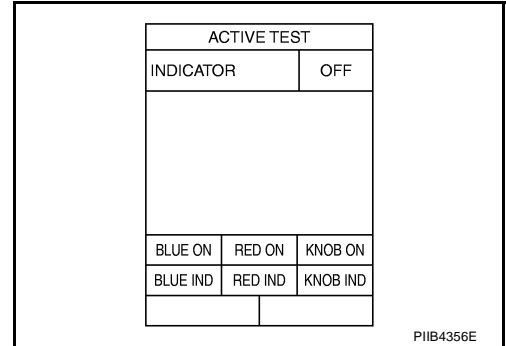 ACTIVE TEST
INDICATOR OFF
BLUE ON RED ON KNOB ON
BLUE IND RED IND KNOB IND
PIIB4356E